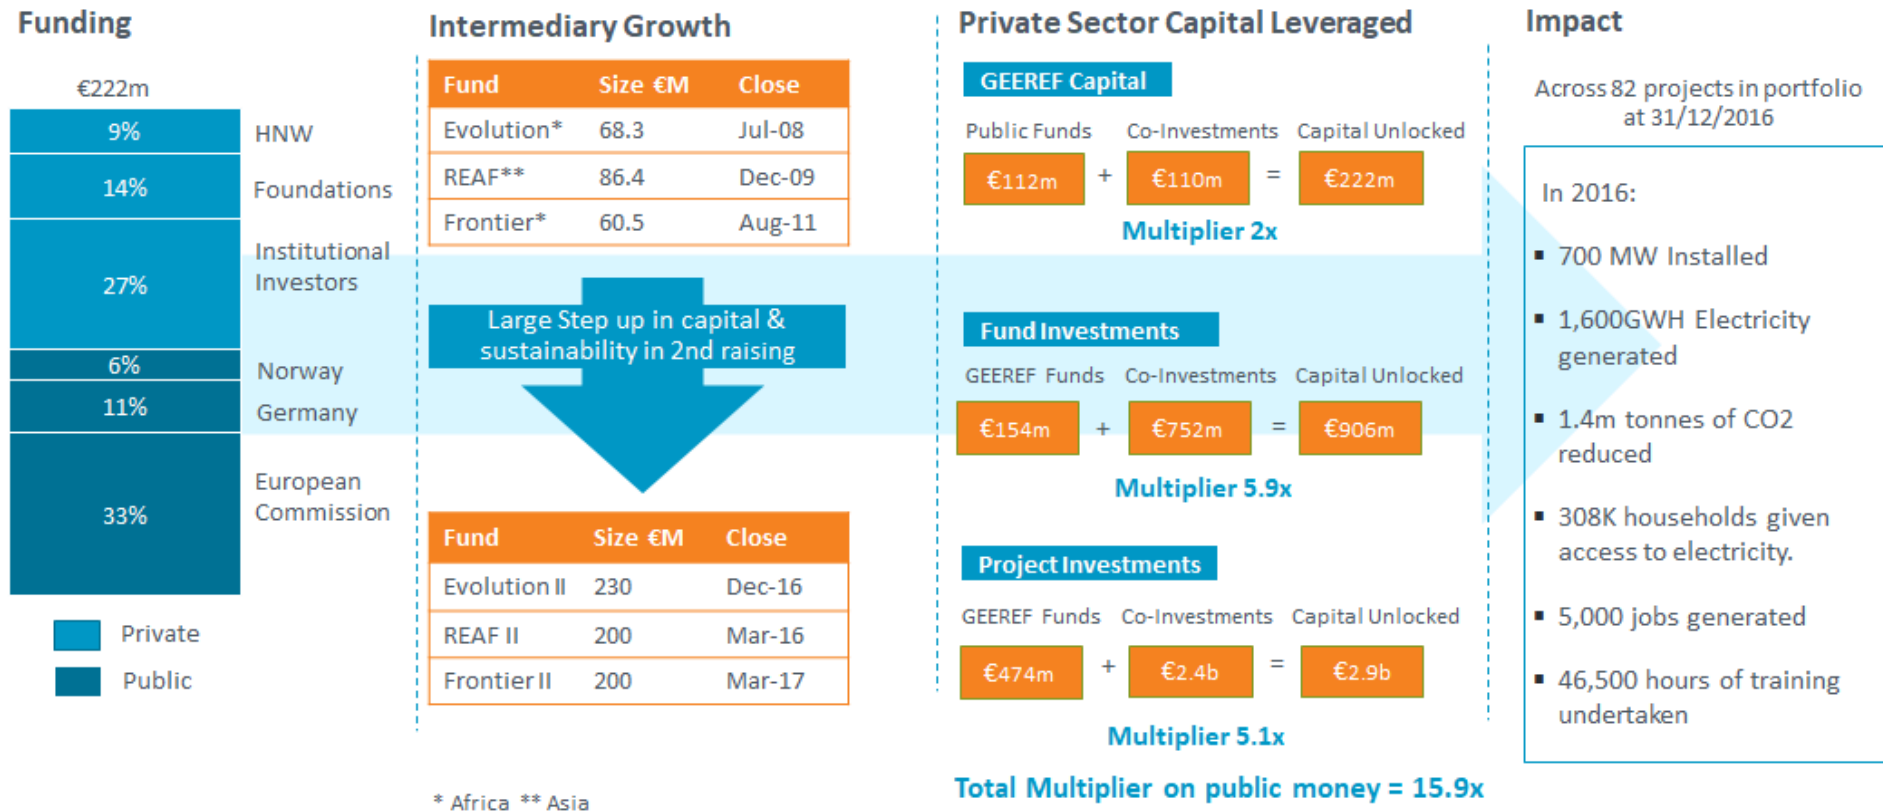 Funding
€222m
9%
HNW
14%
Foundations
27%
Institutional
Investors
6%
Norway
11%
Germany
33%
European
Commission
Private
Public
Intermediary Growth
Fund Size €M Close
Evolution* 68.3 Jul-08
REAF** 86.4 Dec-09
Frontier* 60.5 Aug-11
Large Step up in capital &
sustainability in 2nd raising
Fund Size €M Close
Evolution II 230 Dec-16
REAF II 200 Mar-16
Frontier II 200 Mar-17
* Africa ** Asia
Private Sector Capital Leveraged
GEEREF Capital
Public Funds Co-Investments Capital Unlocked
€112m + €110m = €222m
Multiplier 2x
Fund Investments
GEEREF Funds Co-Investments Capital Unlocked
€154m + €752m = €906m
Multiplier 5.9x
Project Investments
GEEREF Funds Co-Investments Capital Unlocked
€474m + €2.4b = €2.9b
Multiplier 5.1x
Total Multiplier on public money = 15.9x
Impact
Across 82 projects in portfolio
at 31/12/2016
In 2016:
▪ 700 MW Installed
▪ 1,600GWH Electricity
generated
▪ 1.4m tonnes of CO2
reduced
▪ 308K households given
access to electricity.
▪ 5,000 jobs generated
▪ 46,500 hours of training
undertaken